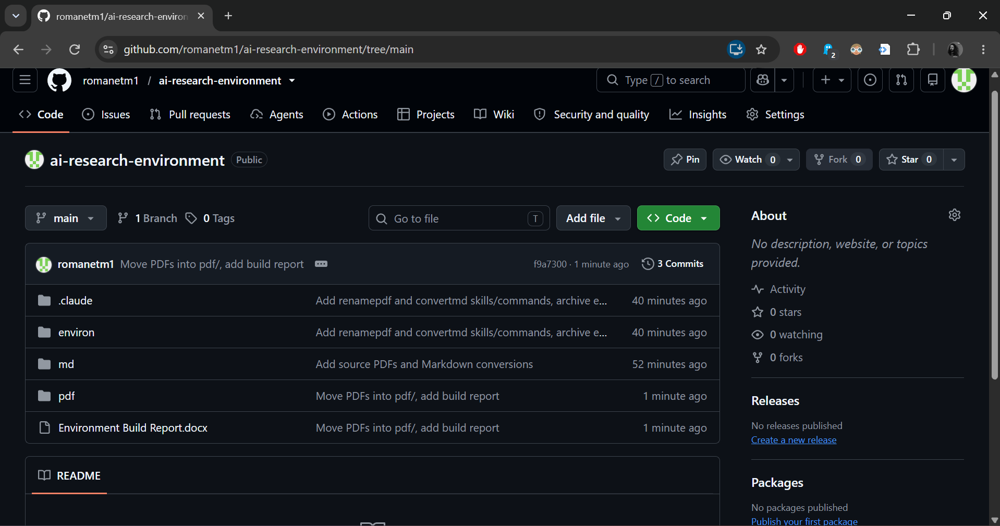 romanetm1/ai-research-environ
github.com/romanetm1/ai-research-environment/tree/main
2
romanetm1 / ai-research-environment
Type / to search
Code
Issues
Pull requests
Agents
Actions
Projects
Wiki
Security and quality
Insights
Settings
ai-research-environment Public
Pin
Watch 0
Fork 0
Star 0
main
1 Branch
0 Tags
Go to file T
Add file
Code
romanetm1 Move PDFs into pdf/, add build report
f9a7300 · 1 minute ago
3 Commits
.claude Add renamepdf and convertmd skills/commands, archive e... 40 minutes ago
environ Add renamepdf and convertmd skills/commands, archive e... 40 minutes ago
md Add source PDFs and Markdown conversions 52 minutes ago
pdf Move PDFs into pdf/, add build report 1 minute ago
Environment Build Report.docx Move PDFs into pdf/, add build report 1 minute ago
README
About
No description, website, or topics
provided.
Activity
0 stars
0 watching
0 forks
Releases
No releases published
Create a new release
Packages
No packages published
Publish your first package